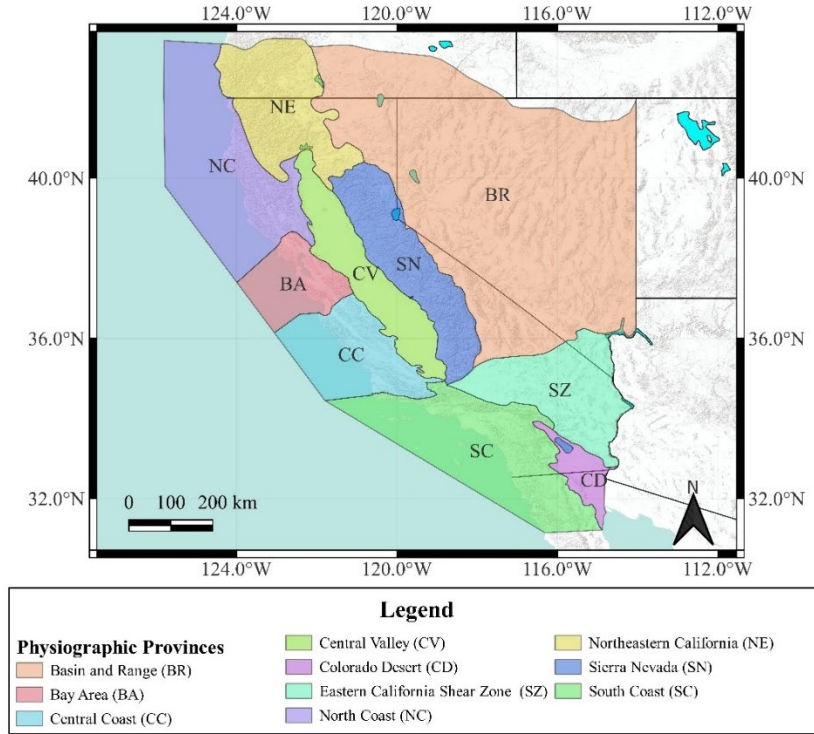 124.0°W 120.0°W 116.0°W 112.0°W
NE
40.0°N 40.0°N
NC
BR
SN
CV
BA
36.0°N 36.0°N
CC
SZ
SC
CD
N
32.0°N 32.0°N
0 100 200 km
124.0°W 120.0°W 116.0°W 112.0°W
Legend
Physiographic Provinces
Basin and Range (BR)
Bay Area (BA)
Central Coast (CC)
Central Valley (CV)
Colorado Desert (CD)
Eastern California Shear Zone (SZ)
North Coast (NC)
Northeastern California (NE)
Sierra Nevada (SN)
South Coast (SC)